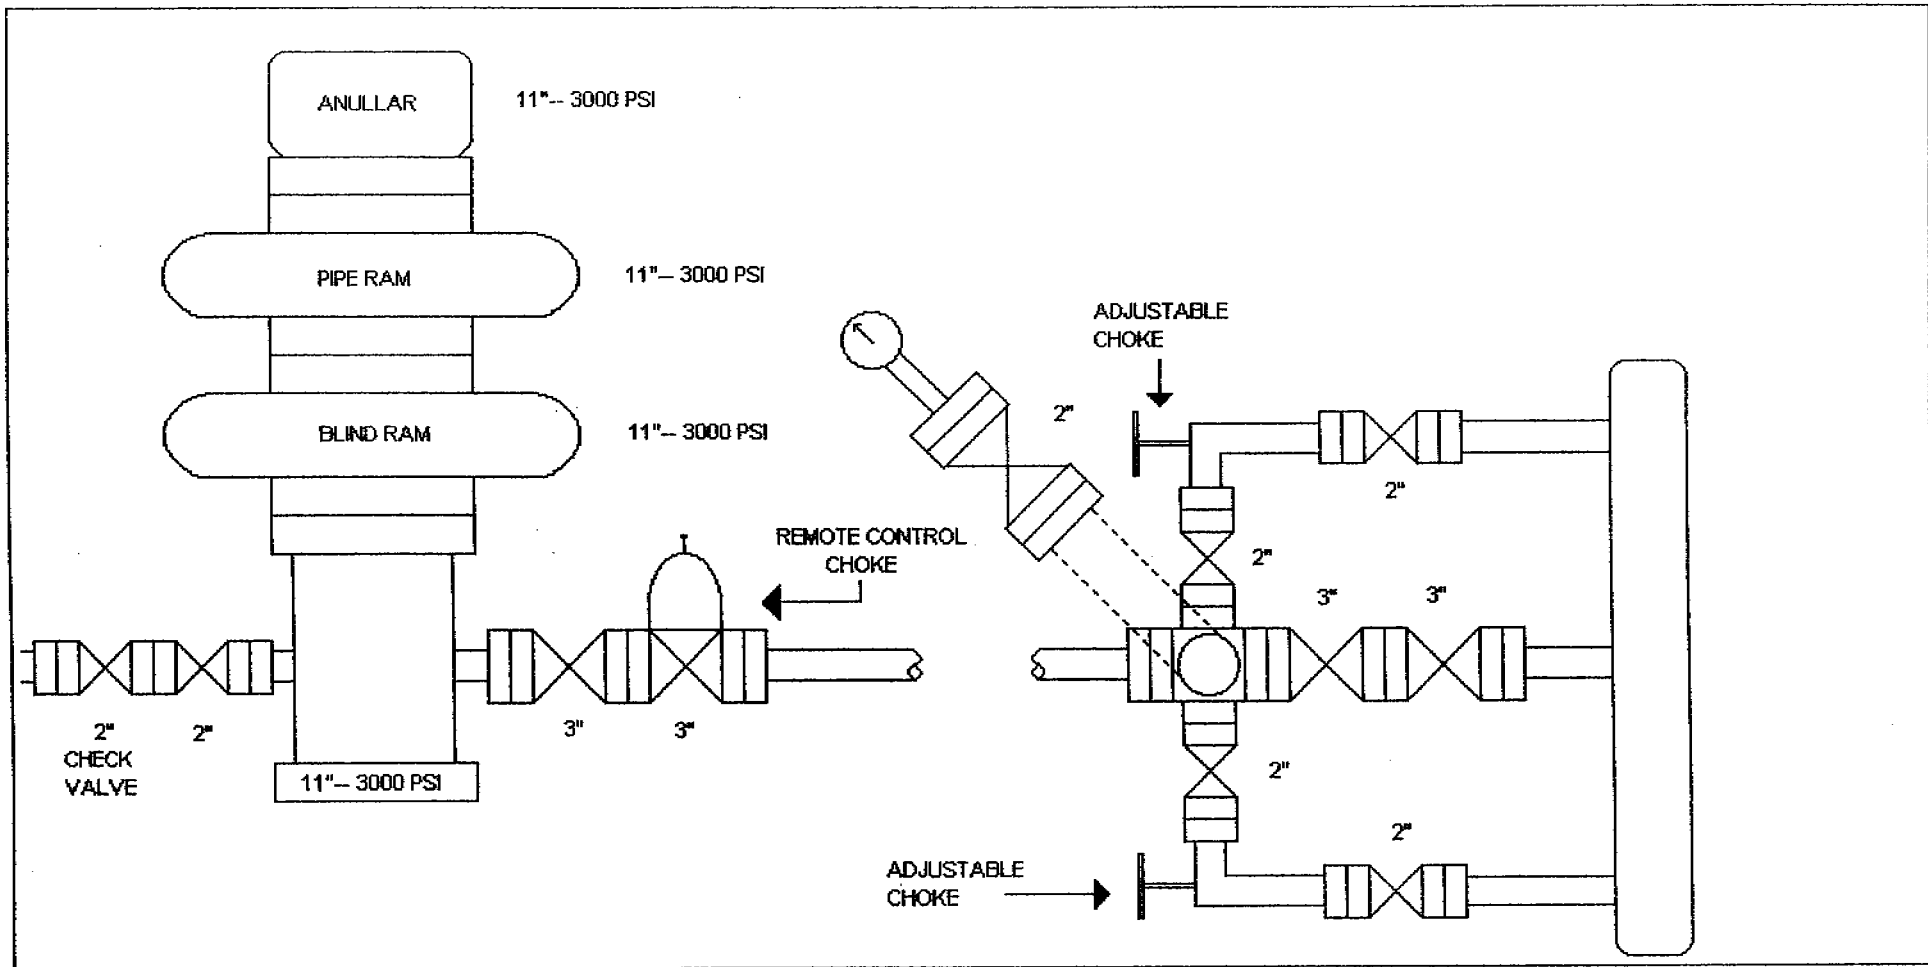 ANULLAR
11"-- 3000 PSI
PIPE RAM
11"-- 3000 PSI
BLIND RAM
11"-- 3000 PSI
ADJUSTABLE
CHOKE
2"
2"
REMOTE CONTROL
CHOKE
2"
3"
3"
2"
CHECK
VALVE
2"
3"
3"
11"-- 3000 PSI
2"
2"
ADJUSTABLE
CHOKE